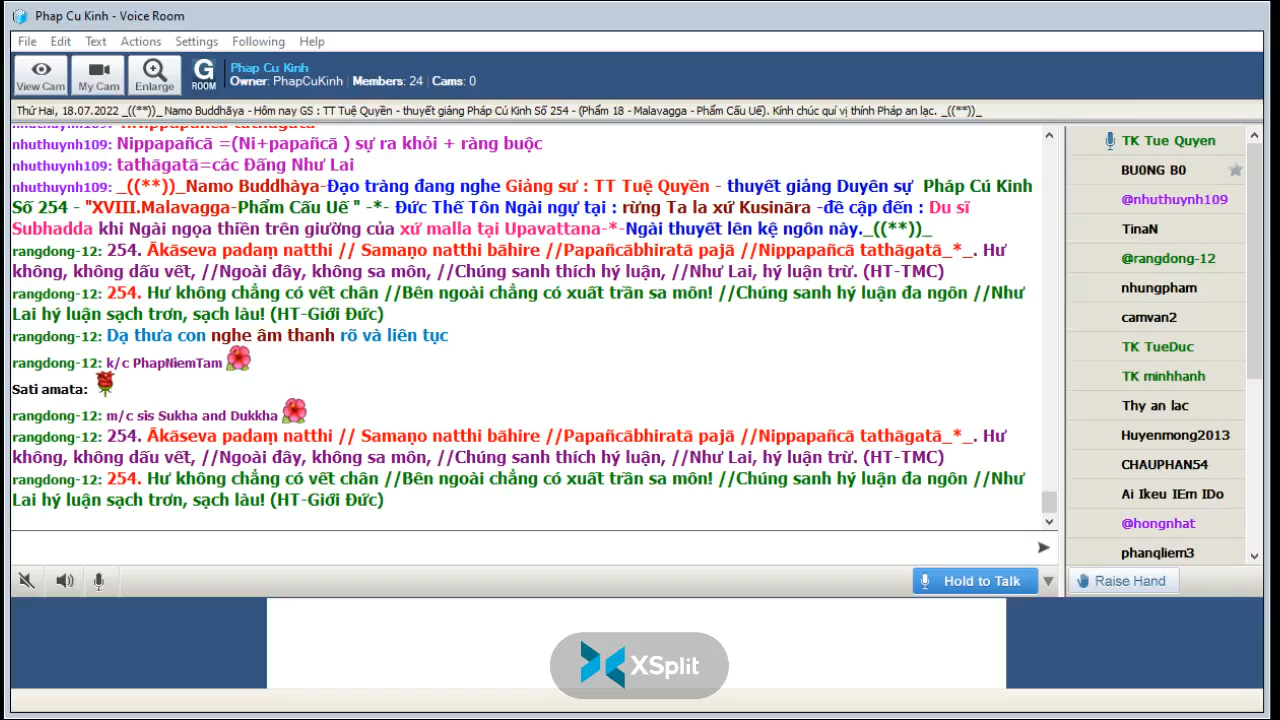 Phap Cu Kinh - Voice Room
File Edit Text Actions Settings Following Help
View Cam My Cam Enlarge G ROOM
Phap Cu Kinh
Owner: PhapCuKinh Members: 24 Cams: 0
Thứ Hai, 18.07.2022 _((**))_ Namo Buddhāya - Hôm nay GS : TT Tuệ Quyền - thuyết giảng Pháp Cú Kinh Số 254 - (Phẩm 18 - Malavagga - Phẩm Cấu Uế). Kính chúc quí vị thính Pháp an lạc. _((**))_
nhuthuynh109: Nippapañcā =(Ni+papañcā ) sự ra khỏi + ràng buộc
nhuthuynh109: tathāgatā=các Đấng Như Lai
nhuthuynh109: _((**))_Namo Buddhàya-Đạo tràng đang nghe Giảng sư : TT Tuệ Quyền - thuyết giảng Duyên sự Pháp Cú Kinh
Số 254 - "XVIII.Malavagga-Phẩm Cấu Uế " -*- Đức Thế Tôn Ngài ngự tại : rừng Ta la xứ Kusināra -đề cập đến : Du sĩ
Subhadda khi Ngài ngọa thiền trên giường của xứ malla tại Upavattana-*-Ngài thuyết lên kệ ngôn này._((**))_
rangdong-12: 254. Ākāseva padaṃ natthi // Samaṇo natthi bāhire //Papañcābhiratā pajā //Nippapañcā tathāgatā_*_. Hư
không, không dấu vết, //Ngoài đây, không sa môn, //Chúng sanh thích hý luận, //Như Lai, hý luận trừ. (HT-TMC)
rangdong-12: 254. Hư không chẳng có vết chân //Bên ngoài chẳng có xuất trần sa môn! //Chúng sanh hý luận đa ngôn //Như
Lai hý luận sạch trơn, sạch làu! (HT-Giới Đức)
rangdong-12: Dạ thưa con nghe âm thanh rõ và liên tục
rangdong-12: k/c PhapNiemTam
Sati amata:
rangdong-12: m/c sis Sukha and Dukkha
rangdong-12: 254. Ākāseva padaṃ natthi // Samaṇo natthi bāhire //Papañcābhiratā pajā //Nippapañcā tathāgatā_*_. Hư
không, không dấu vết, //Ngoài đây, không sa môn, //Chúng sanh thích hý luận, //Như Lai, hý luận trừ. (HT-TMC)
rangdong-12: 254. Hư không chẳng có vết chân //Bên ngoài chẳng có xuất trần sa môn! //Chúng sanh hý luận đa ngôn //Như
Lai hý luận sạch trơn, sạch làu! (HT-Giới Đức)
TK Tue Quyen
BU0NG B0
@nhuthuynh109
TinaN
@rangdong-12
nhungpham
camvan2
TK TueDuc
TK minhhanh
Thy an lac
Huyenmong2013
CHAUPHAN54
Ai Ikeu IEm IDo
@hongnhat
phanqliem3
Hold to Talk
Raise Hand
XSplit